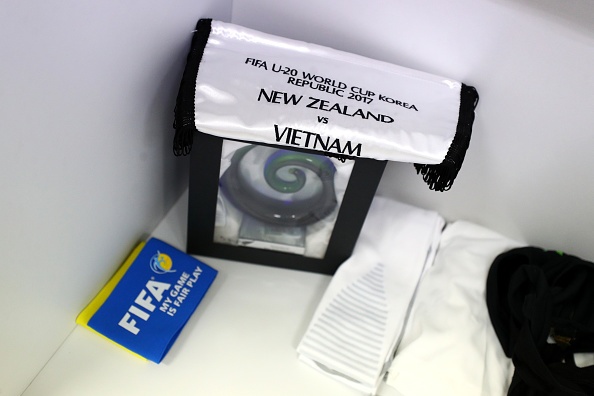 FIFA U-20 WORLD CUP KOREA
REPUBLIC 2017
NEW ZEALAND
vs
VIETNAM
FIFA®
MY GAME
IS FAIR PLAY